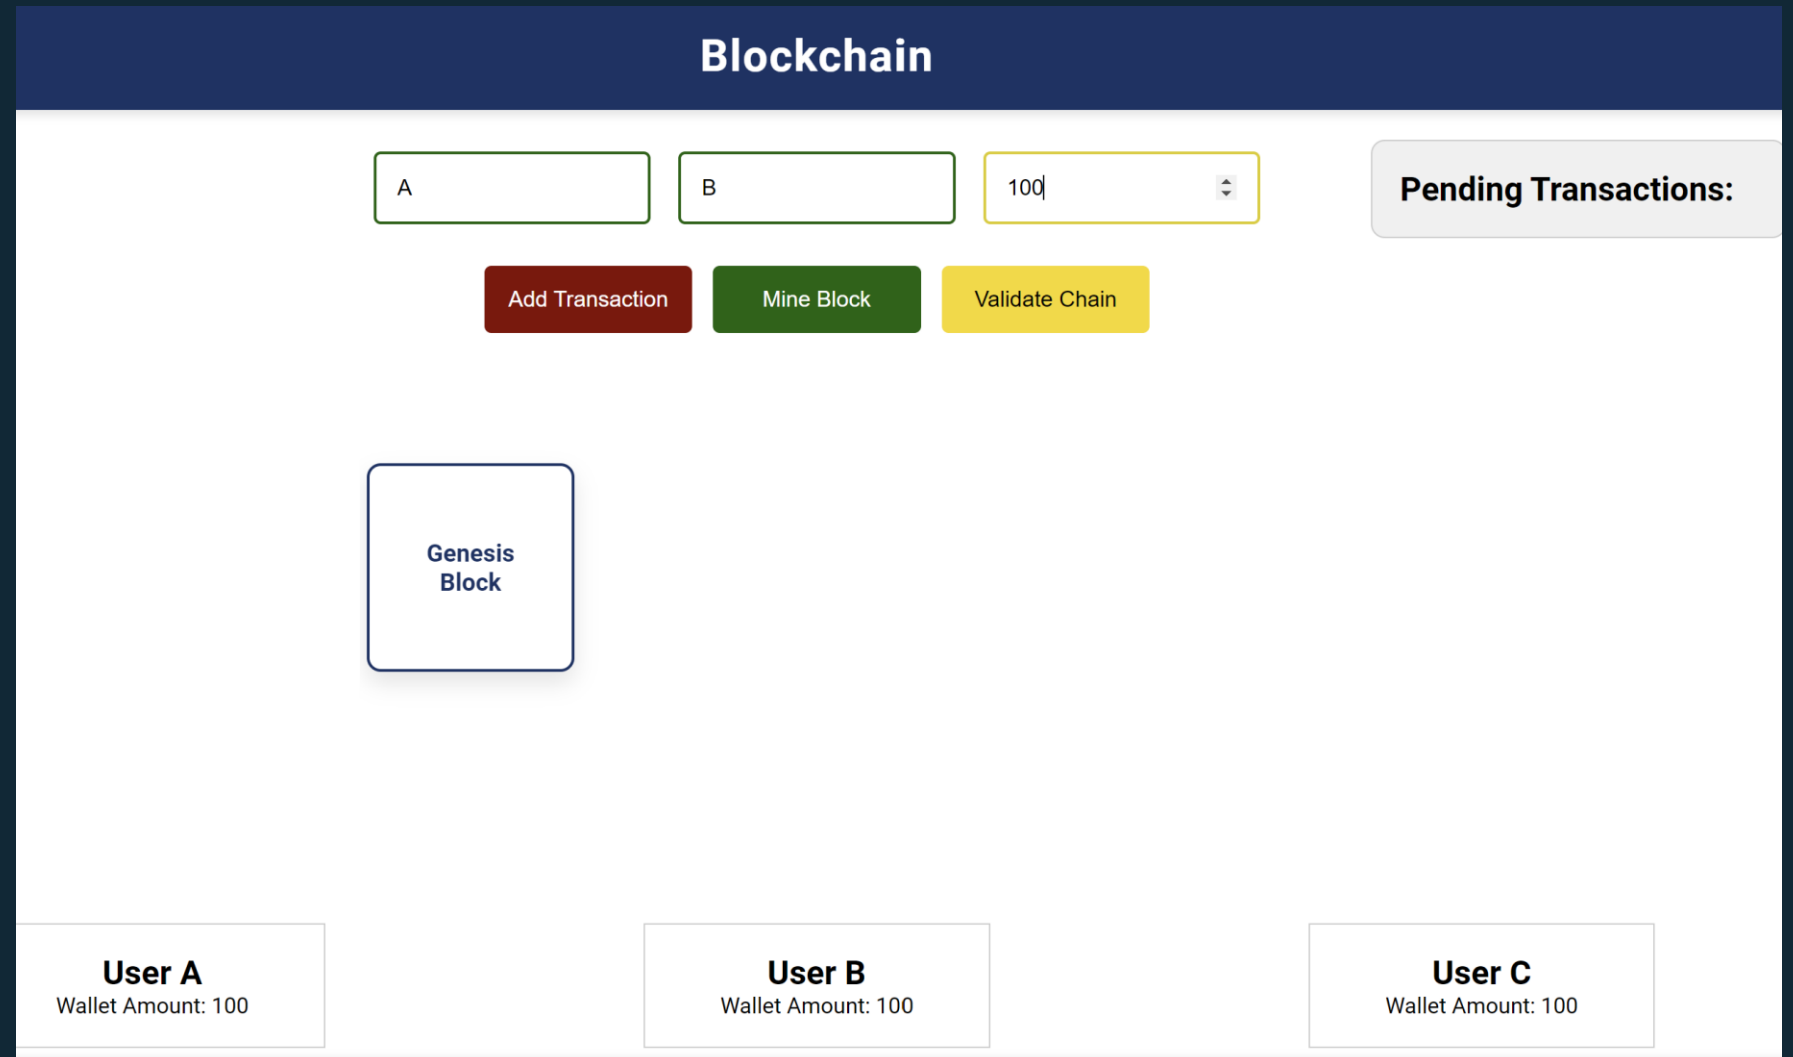 Blockchain
A
B
100
Pending Transactions:
Add Transaction
Mine Block
Validate Chain
Genesis
Block
User A
Wallet Amount: 100
User B
Wallet Amount: 100
User C
Wallet Amount: 100